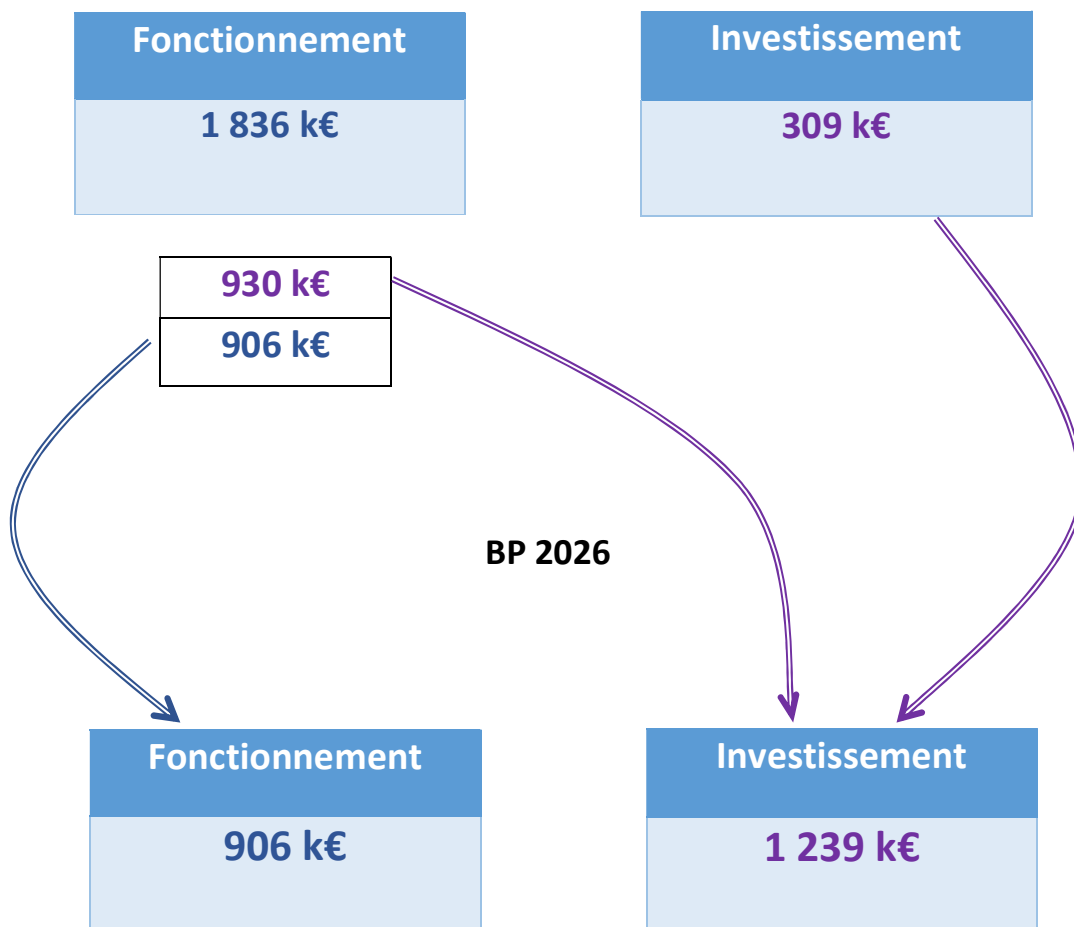 Fonctionnement
Investissement
1 836 k€
309 k€
930 k€
906 k€
BP 2026
Fonctionnement
Investissement
906 k€
1 239 k€